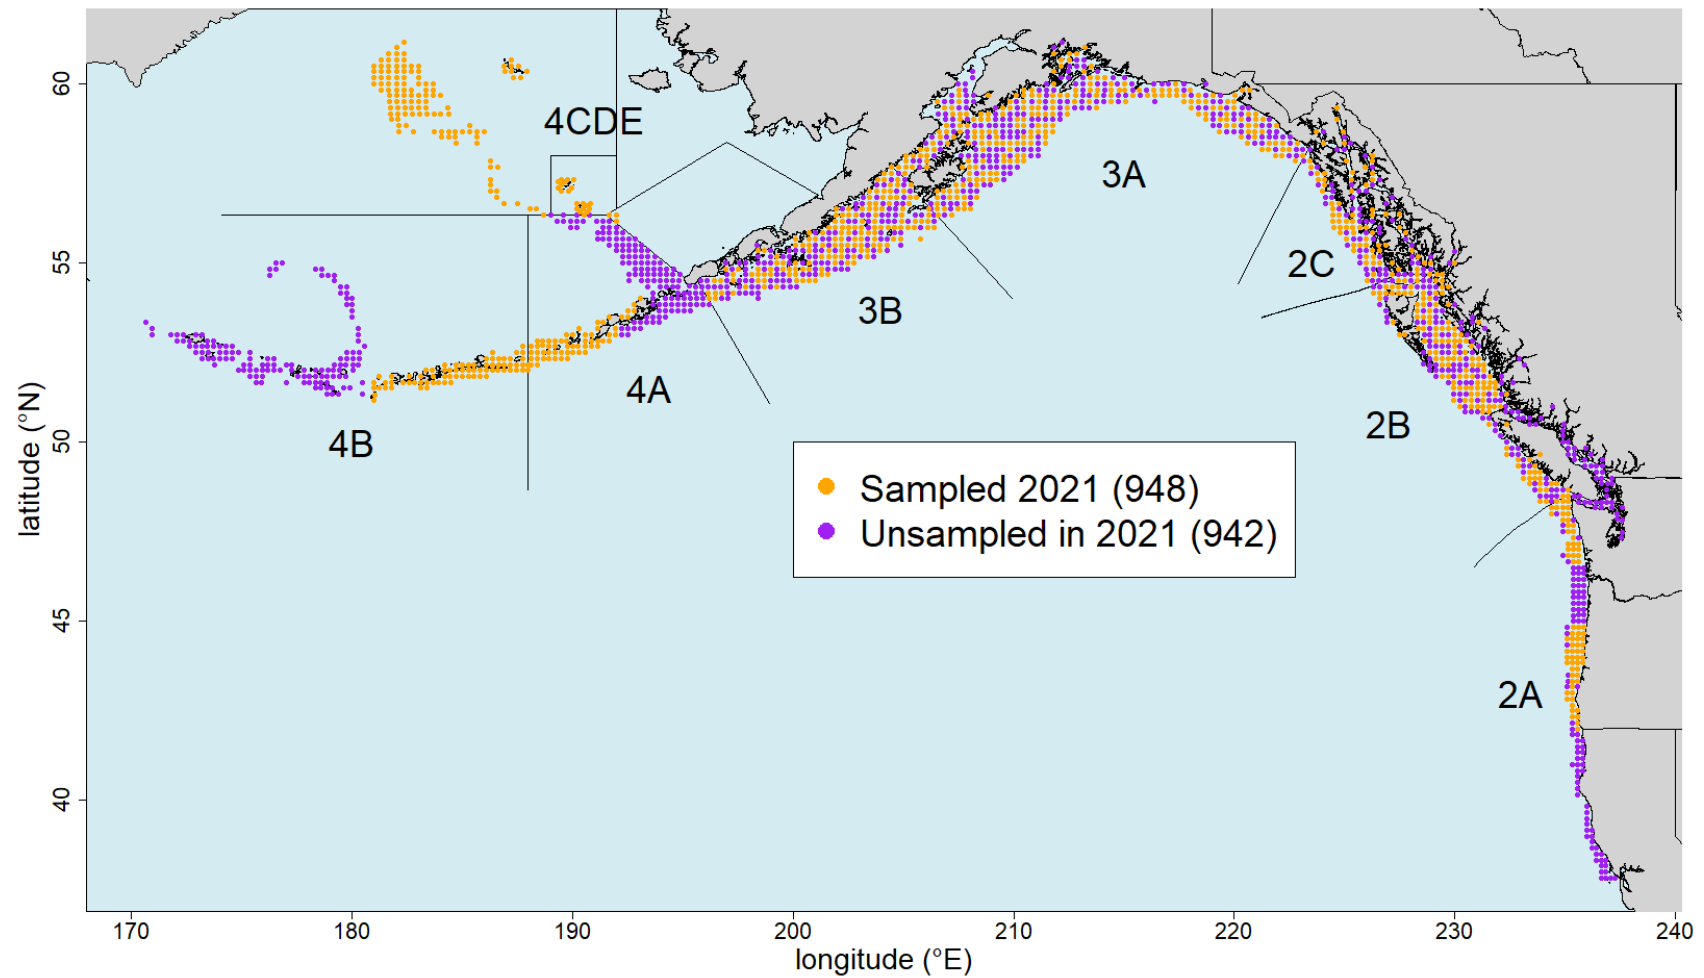 60
55
50
45
40
latitude (°N)
4CDE
3A
2C
3B
4A
2B
4B
Sampled 2021 (948)
Unsampled in 2021 (942)
2A
170
180
190
200
210
220
230
240
longitude (°E)